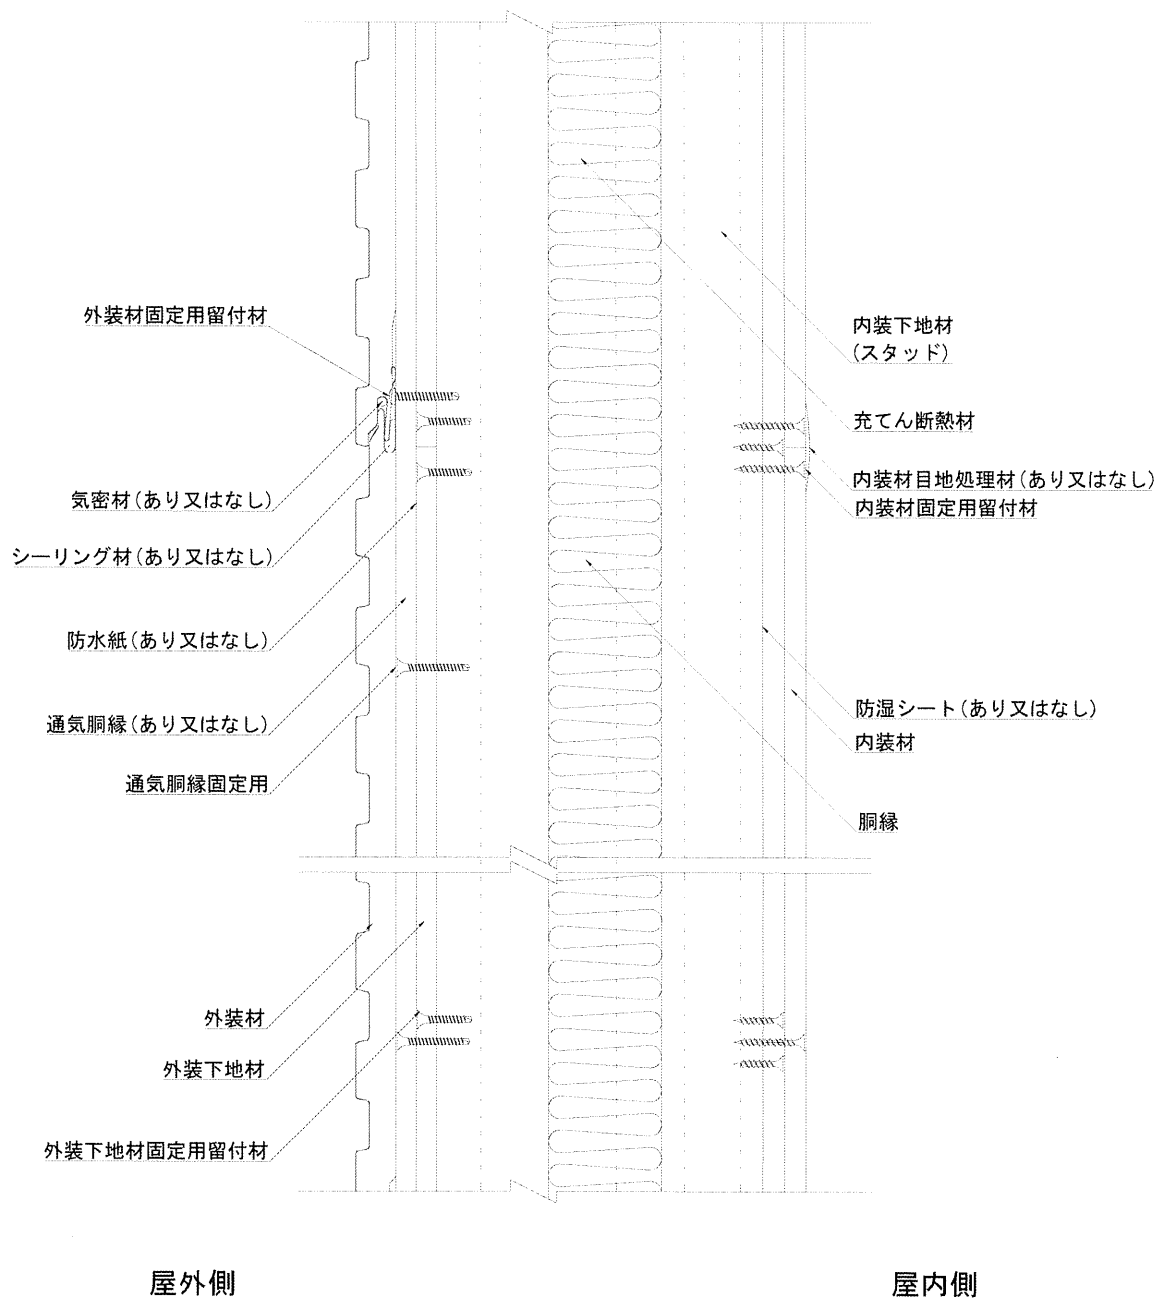 外装材固定用留付材
気密材(あり又はなし)
シーリング材(あり又はなし)
防水紙(あり又はなし)
通気胴縁(あり又はなし)
通気胴縁固定用
外装材
外装下地材
外装下地材固定用留付材
内装下地材
(スタッド)
充てん断熱材
内装材目地処理材(あり又はなし)
内装材固定用留付材
防湿シート(あり又はなし)
内装材
胴縁
屋外側
屋内側